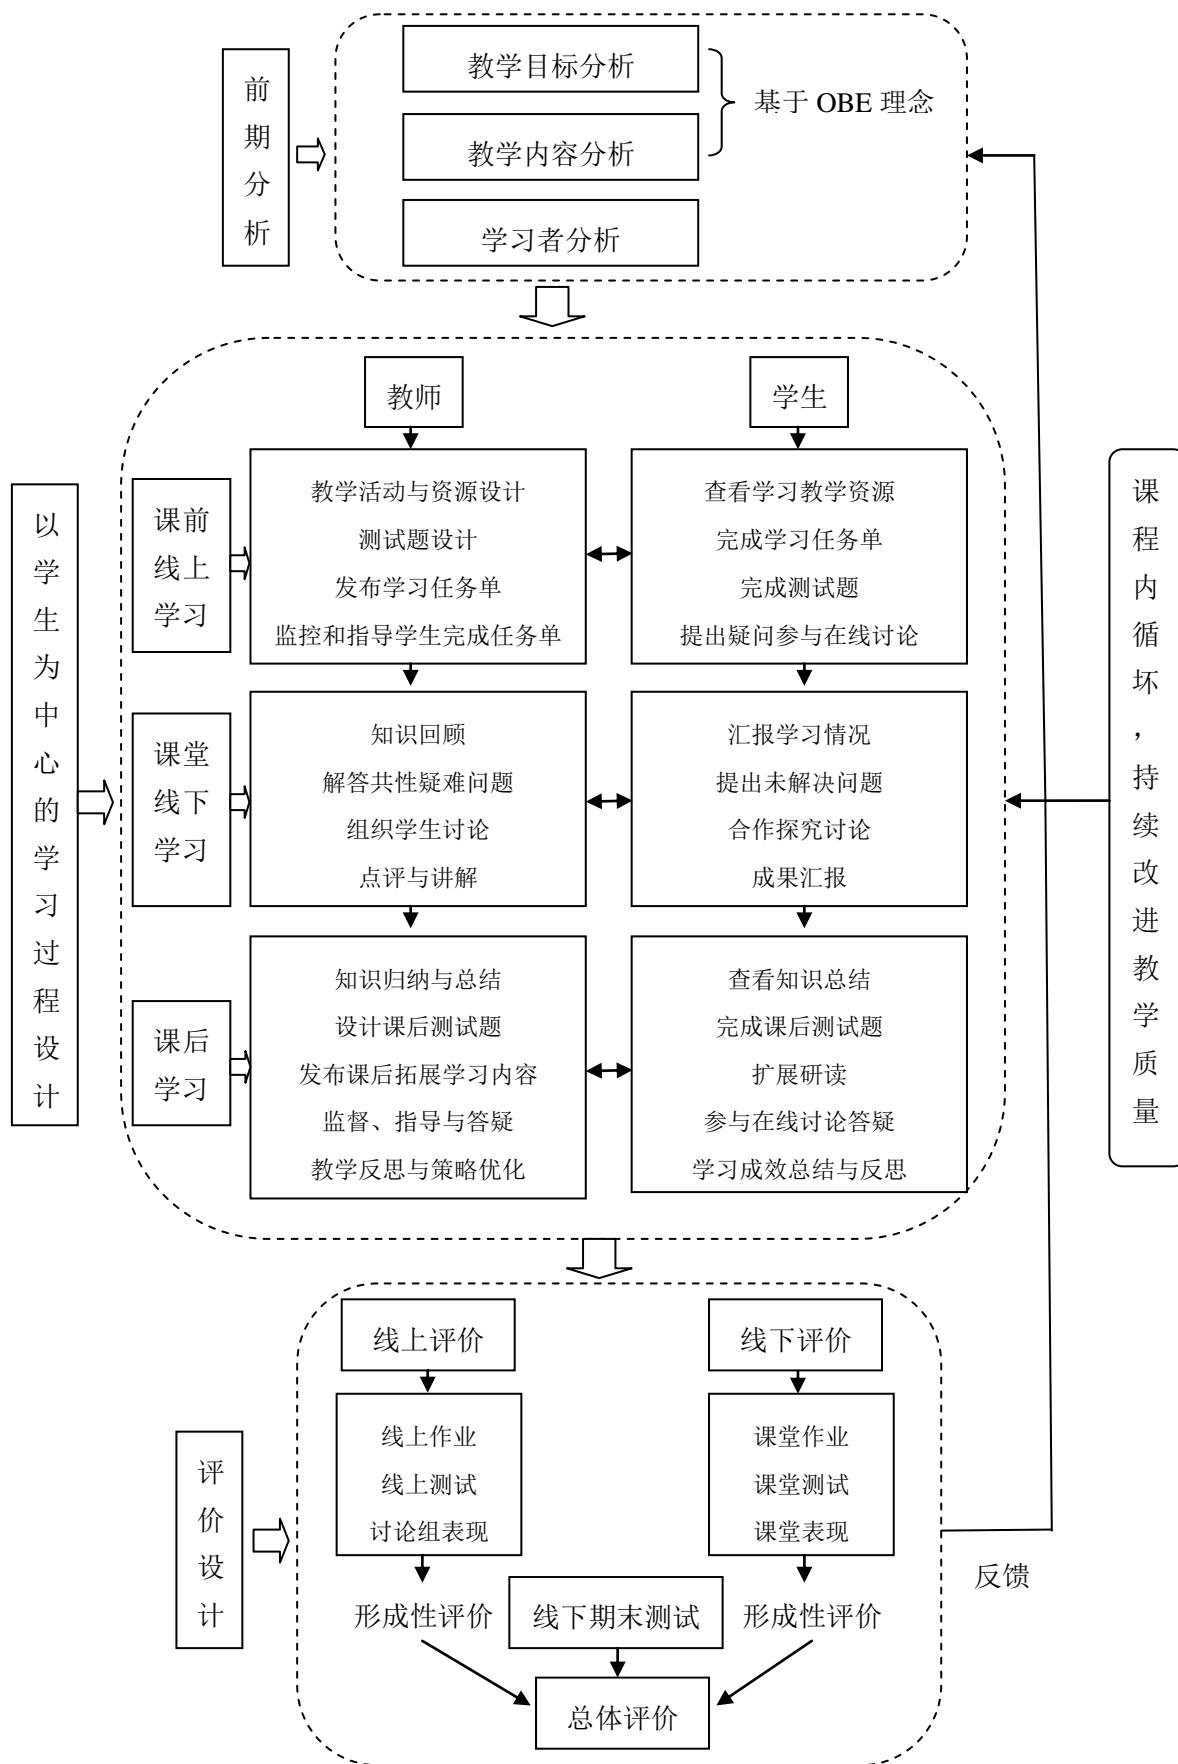 前期分析
教学目标分析
教学内容分析
学习者分析
基于 OBE 理念
以学生为中心的学习过程设计
教师
学生
课前
线上
学习
教学活动与资源设计
测试题设计
发布学习任务单
监控和指导学生完成任务单
查看学习教学资源
完成学习任务单
完成测试题
提出疑问参与在线讨论
课堂
线下
学习
知识回顾
解答共性疑难问题
组织学生讨论
点评与讲解
汇报学习情况
提出未解决问题
合作探究讨论
成果汇报
课后
学习
知识归纳与总结
设计课后测试题
发布课后拓展学习内容
监督、指导与答疑
教学反思与策略优化
查看知识总结
完成课后测试题
扩展研读
参与在线讨论答疑
学习成效总结与反思
课程内循坏，持续改进教学质量
评价设计
线上评价
线上作业
线上测试
讨论组表现
形成性评价
线下评价
课堂作业
课堂测试
课堂表现
形成性评价
线下期末测试
总体评价
反馈